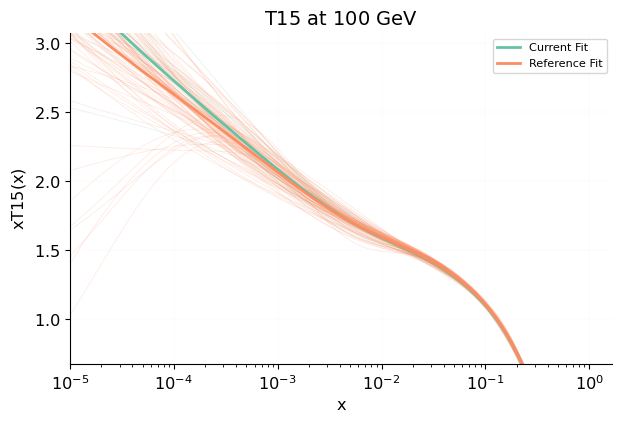 T15 at 100 GeV
Current Fit
Reference Fit
3.0
2.5
2.0
1.5
1.0
xT15(x)
10⁻⁵ 10⁻⁴ 10⁻³ 10⁻² 10⁻¹ 10⁰
x